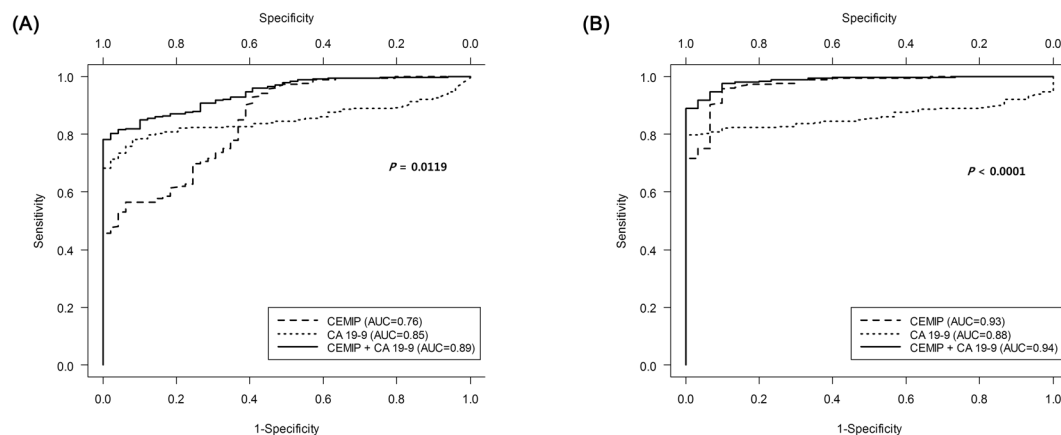 (A)
Specificity
1.0 0.8 0.6 0.4 0.2 0.0
1.0
0.8
0.6
0.4
0.2
0.0
Sensitivity
P = 0.0119
CEMIP (AUC=0.76)
CA 19-9 (AUC=0.85)
CEMIP + CA 19-9 (AUC=0.89)
0.0 0.2 0.4 0.6 0.8 1.0
1-Specificity
(B)
Specificity
1.0 0.8 0.6 0.4 0.2 0.0
1.0
0.8
0.6
0.4
0.2
0.0
Sensitivity
P < 0.0001
CEMIP (AUC=0.93)
CA 19-9 (AUC=0.88)
CEMIP + CA 19-9 (AUC=0.94)
0.0 0.2 0.4 0.6 0.8 1.0
1-Specificity